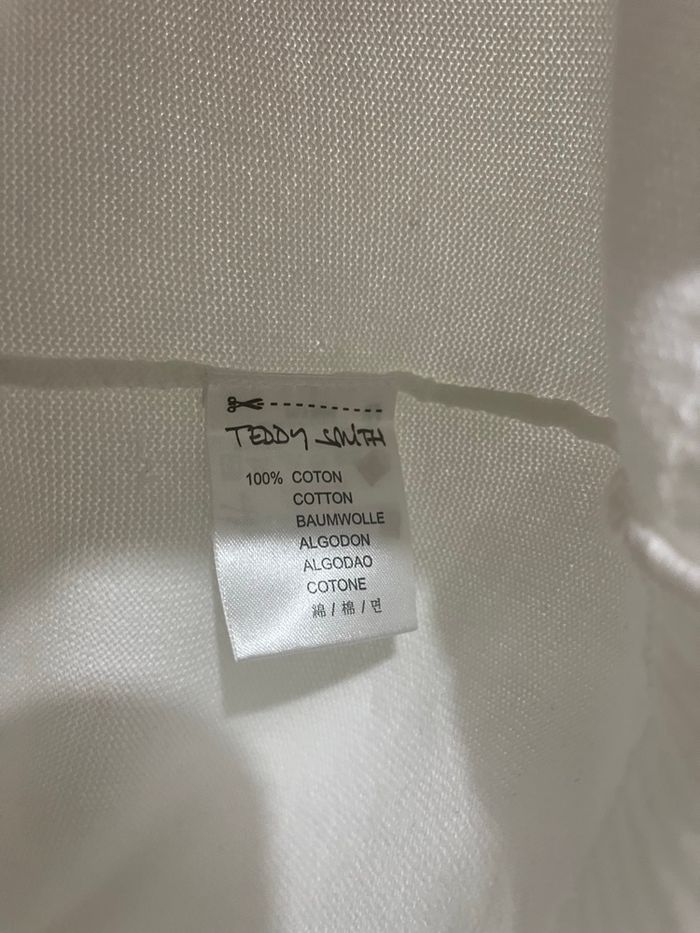 TEDDY SMITH
100% COTON
COTTON
BAUMWOLLE
ALGODON
ALGODAO
COTONE
綿 / 棉 / 면